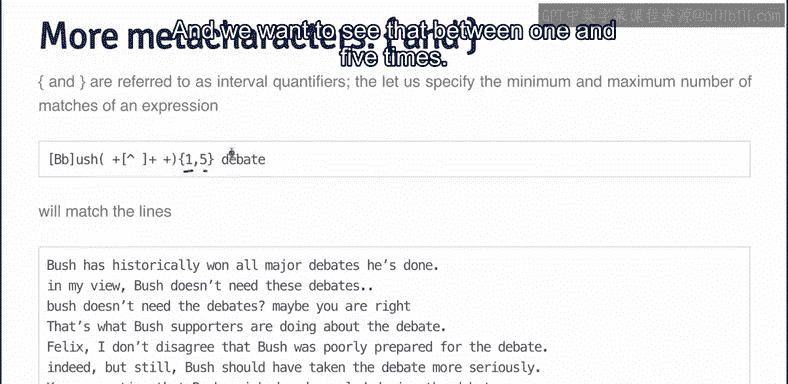 More metacharacters: { and }
And we want to see that between one and
five times.
{ and } are referred to as interval quantifiers; the let us specify the minimum and maximum number of
matches of an expression
[Bb]ush( +[^ ]+ +){1,5} debate
will match the lines
Bush has historically won all major debates he's done.
in my view, Bush doesn't need these debates..
bush doesn't need the debates? maybe you are right
That's what Bush supporters are doing about the debate.
Felix, I don't disagree that Bush was poorly prepared for the debate.
indeed, but still, Bush should have taken the debate more seriously.